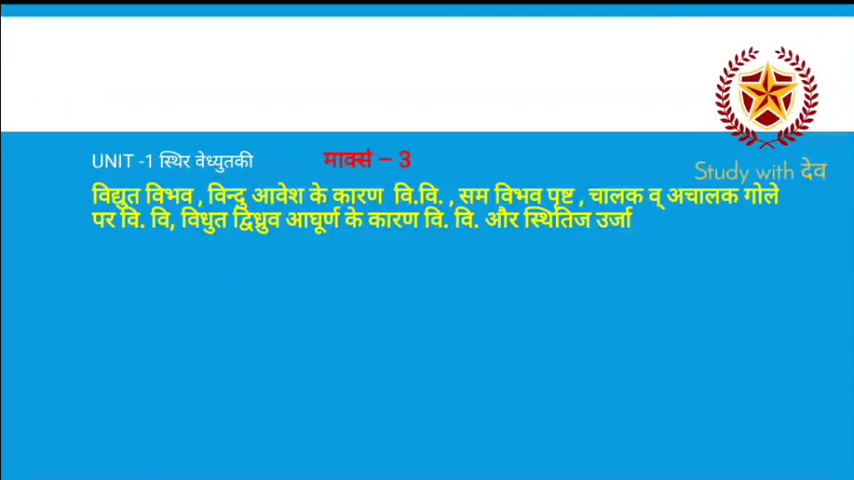 UNIT -1 स्थिर वेध्युतकी मार्क्स – 3
Study with देव
विद्युत विभव , विन्दु आवेश के कारण वि.वि. , सम विभव पृष्ट , चालक व् अचालक गोले
पर वि. वि, विधुत द्विध्रुव आघूर्ण के कारण वि. वि. और स्थितिज उर्जा